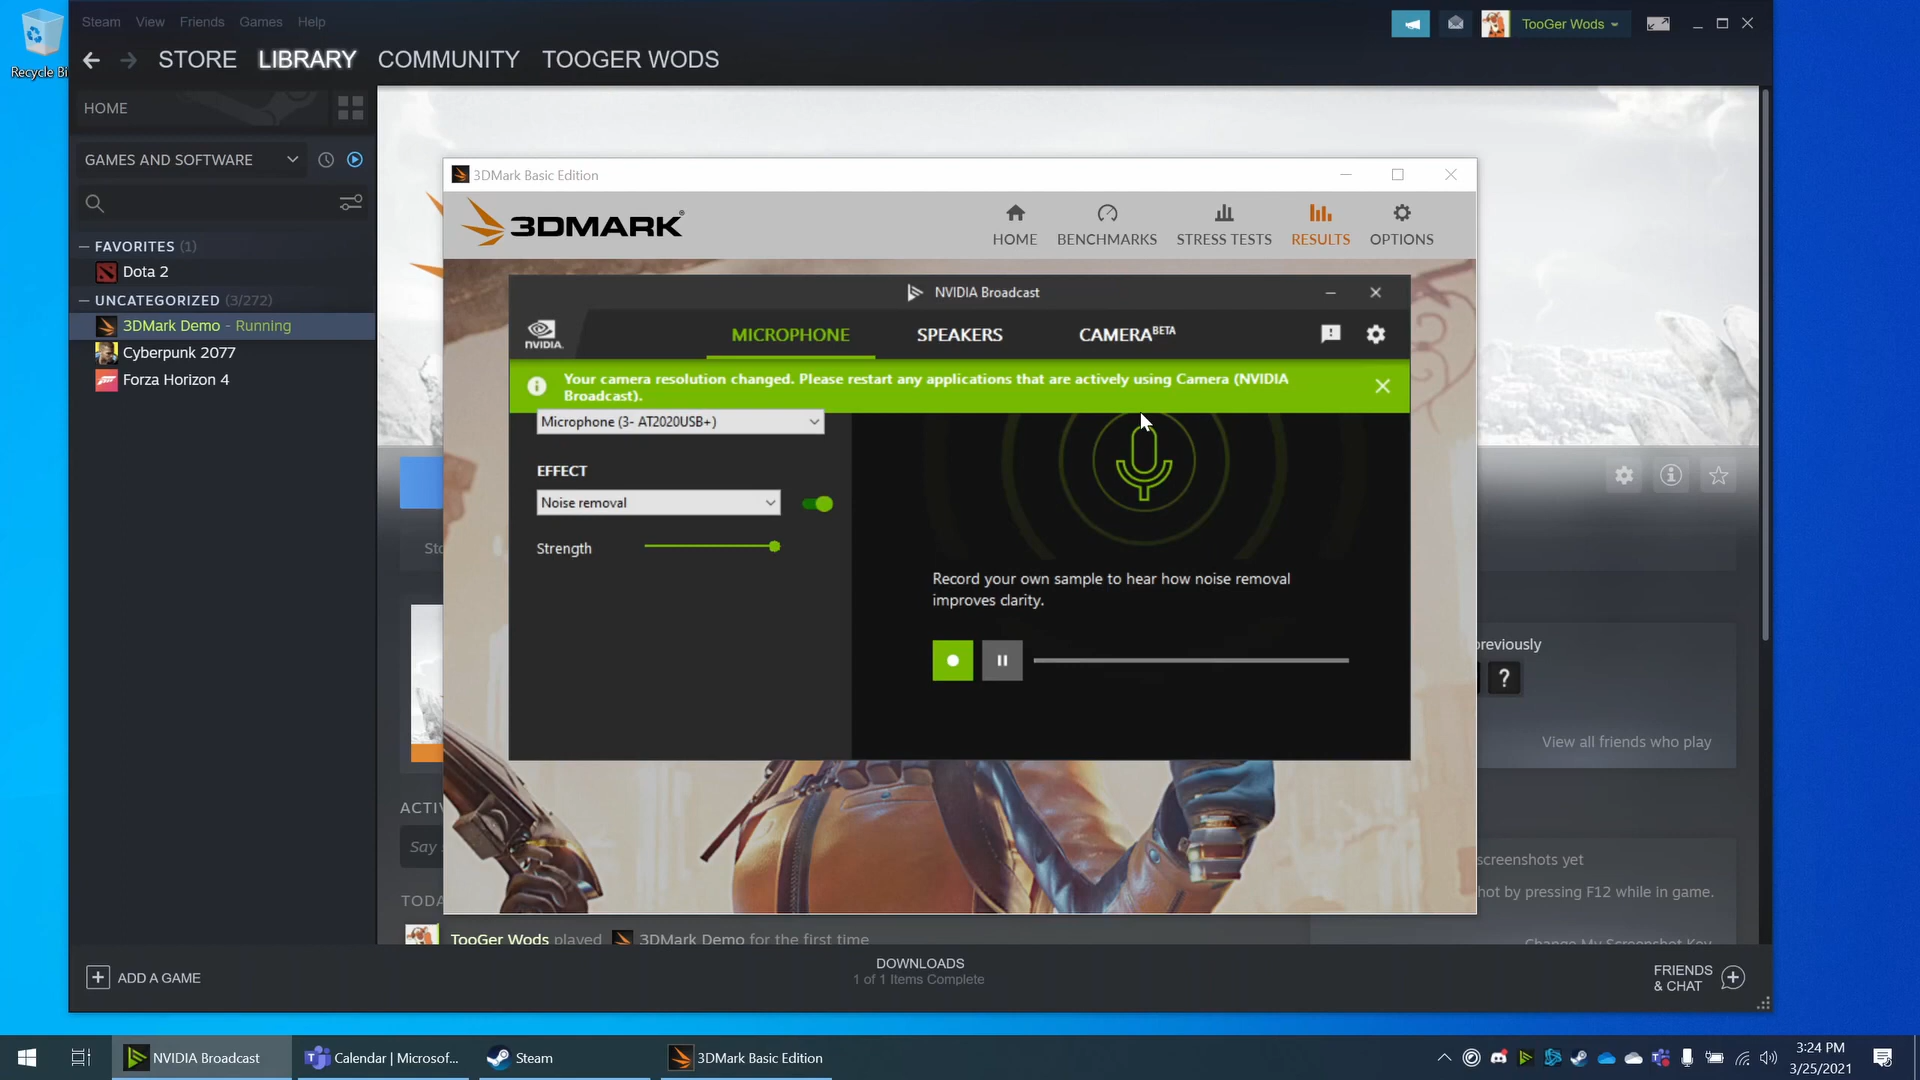 Recycle Bi
Steam View Friends Games Help
TooGer Wods
STORE LIBRARY COMMUNITY TOOGER WODS
HOME
GAMES AND SOFTWARE
FAVORITES (1)
Dota 2
UNCATEGORIZED (3/272)
3DMark Demo - Running
Cyberpunk 2077
Forza Horizon 4
3DMark Basic Edition
3DMARK
HOME BENCHMARKS STRESS TESTS RESULTS OPTIONS
NVIDIA Broadcast
NVIDIA.
MICROPHONE SPEAKERS CAMERA BETA
Your camera resolution changed. Please restart any applications that are actively using Camera (NVIDIA
Broadcast).
Microphone (3- AT2020USB+)
EFFECT
Noise removal
Strength
Record your own sample to hear how noise removal
improves clarity.
Sto
previously
?
View all friends who play
ACTIV
Say
screenshots yet
hot by pressing F12 while in game.
TODA
TooGer Wods played 3DMark Demo for the first time
Change My Screenshot Key
ADD A GAME
DOWNLOADS
1 of 1 Items Complete
FRIENDS
& CHAT
NVIDIA Broadcast
Calendar | Microsof...
Steam
3DMark Basic Edition
3:24 PM
3/25/2021